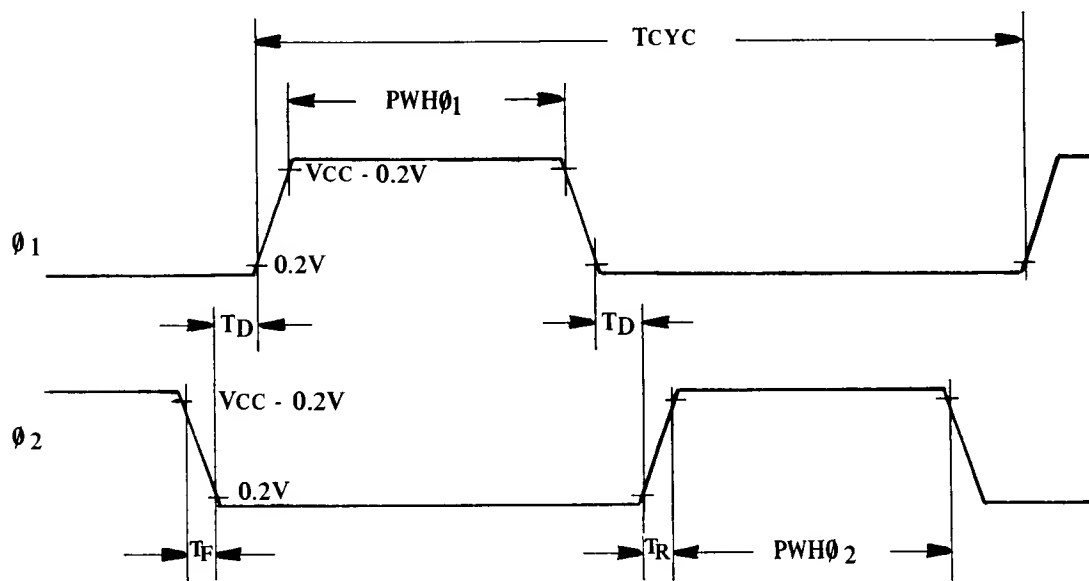 TCYC
PWHØ1
VCC - 0.2V
Ø1
0.2V
TD
TD
VCC - 0.2V
Ø2
0.2V
TF
TR
PWHØ2